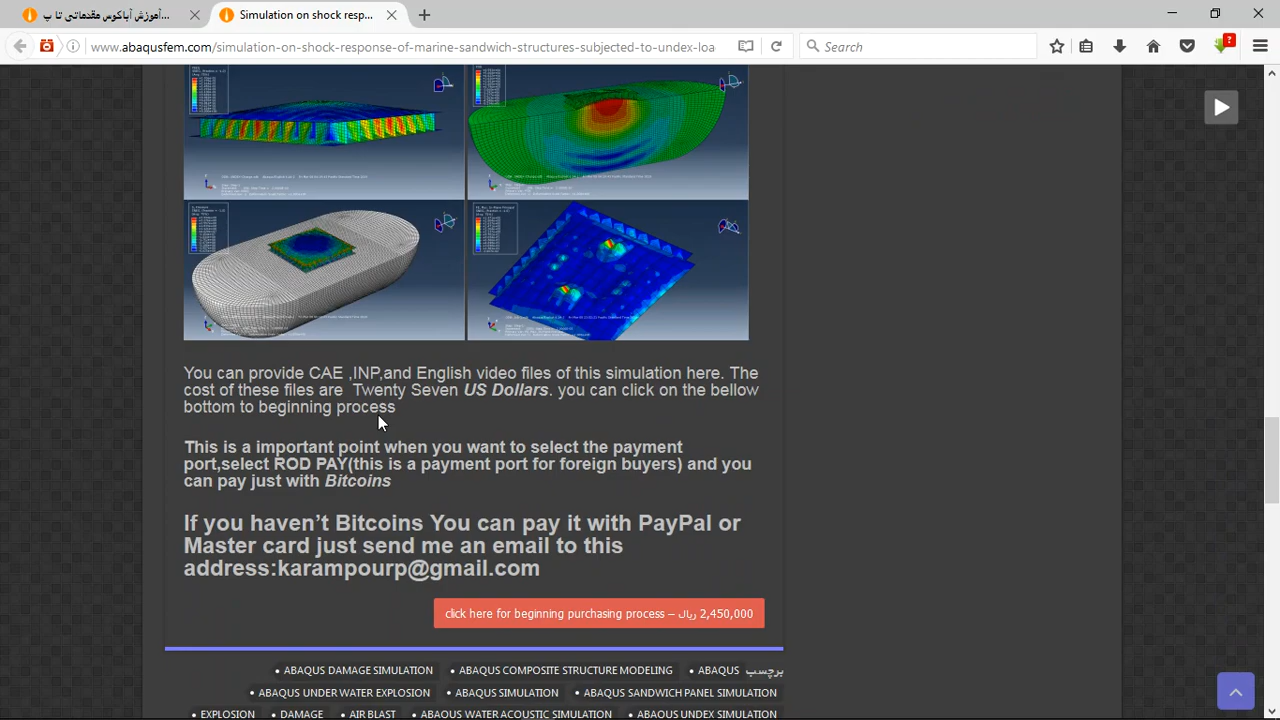 آموزش آباکوس مقدماتی تا پ...
Simulation on shock resp...
www.abaqusfem.com/simulation-on-shock-response-of-marine-sandwich-structures-subjected-to-undex-loa
Search
You can provide CAE ,INP,and English video files of this simulation here. The
cost of these files are Twenty Seven US Dollars. you can click on the bellow
bottom to beginning process
This is a important point when you want to select the payment
port,select ROD PAY(this is a payment port for foreign buyers) and you
can pay just with Bitcoins
If you haven't Bitcoins You can pay it with PayPal or
Master card just send me an email to this
address:karampourp@gmail.com
click here for beginning purchasing process – 2,450,000 ریال
• ABAQUS DAMAGE SIMULATION • ABAQUS COMPOSITE STRUCTURE MODELING • ABAQUS برچسب
• ABAQUS UNDER WATER EXPLOSION • ABAQUS SIMULATION • ABAQUS SANDWICH PANEL SIMULATION
• EXPLOSION • DAMAGE • AIR BLAST • ABAQUS WATER ACOUSTIC SIMULATION • ABAQUS UNDEX SIMULATION